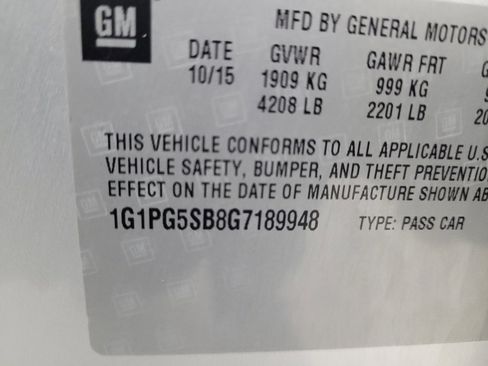 GM
MFD BY GENERAL MOTORS
DATE GVWR GAWR FRT
10/15 1909 KG 999 KG
4208 LB 2201 LB
THIS VEHICLE CONFORMS TO ALL APPLICABLE U.S
VEHICLE SAFETY, BUMPER, AND THEFT PREVENTION
EFFECT ON THE DATE OF MANUFACTURE SHOWN AB
1G1PG5SB8G7189948 TYPE: PASS CAR